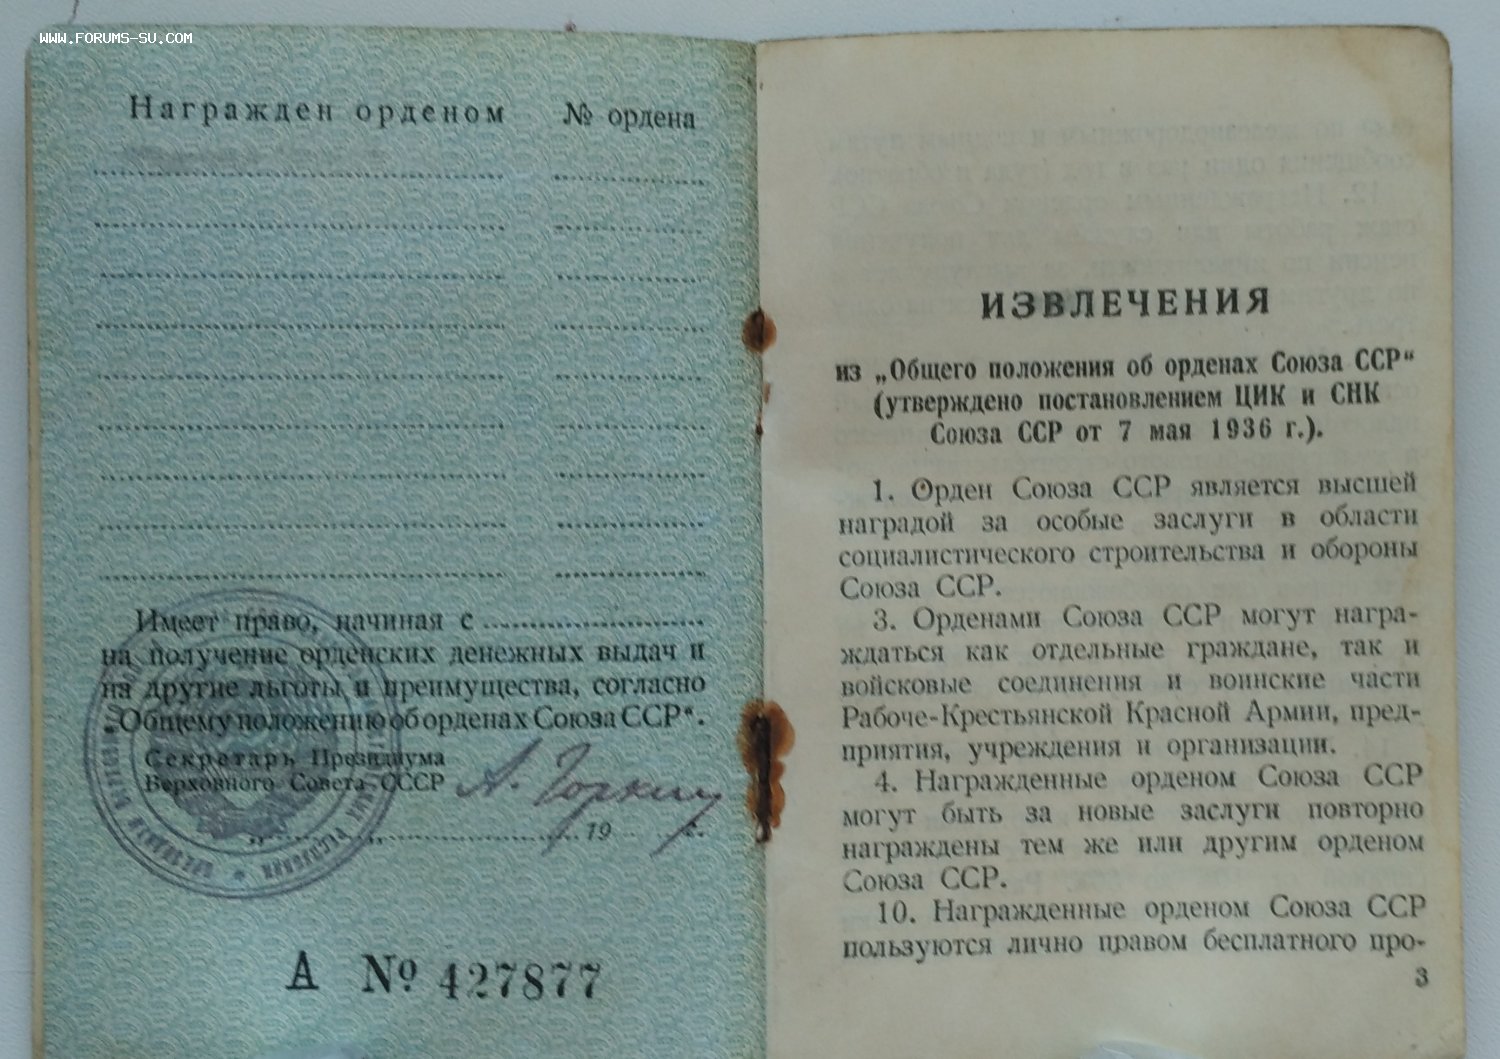 WWW.FORUMS-SU.COM
Награжден орденом № ордена
Имеет право, начиная с
на получение орденских денежных выдач и
на другие льготы и преимущества, согласно
„Общему положению об орденах Союза ССР“.
Секретарь Президиума
Верховного Совета СССР А. Горкин
„ „ 19 г.
А № 427877
ИЗВЛЕЧЕНИЯ
из „Общего положения об орденах Союза ССР“
(утверждено постановлением ЦИК и СНК
Союза ССР от 7 мая 1936 г.).
1. Орден Союза ССР является высшей
наградой за особые заслуги в области
социалистического строительства и обороны
Союза ССР.
3. Орденами Союза ССР могут награ-
ждаться как отдельные граждане, так и
войсковые соединения и воинские части
Рабоче-Крестьянской Красной Армии, пред-
приятия, учреждения и организации.
4. Награжденные орденом Союза ССР
могут быть за новые заслуги повторно
награждены тем же или другим орденом
Союза ССР.
10. Награжденные орденом Союза ССР
пользуются лично правом бесплатного про-
3